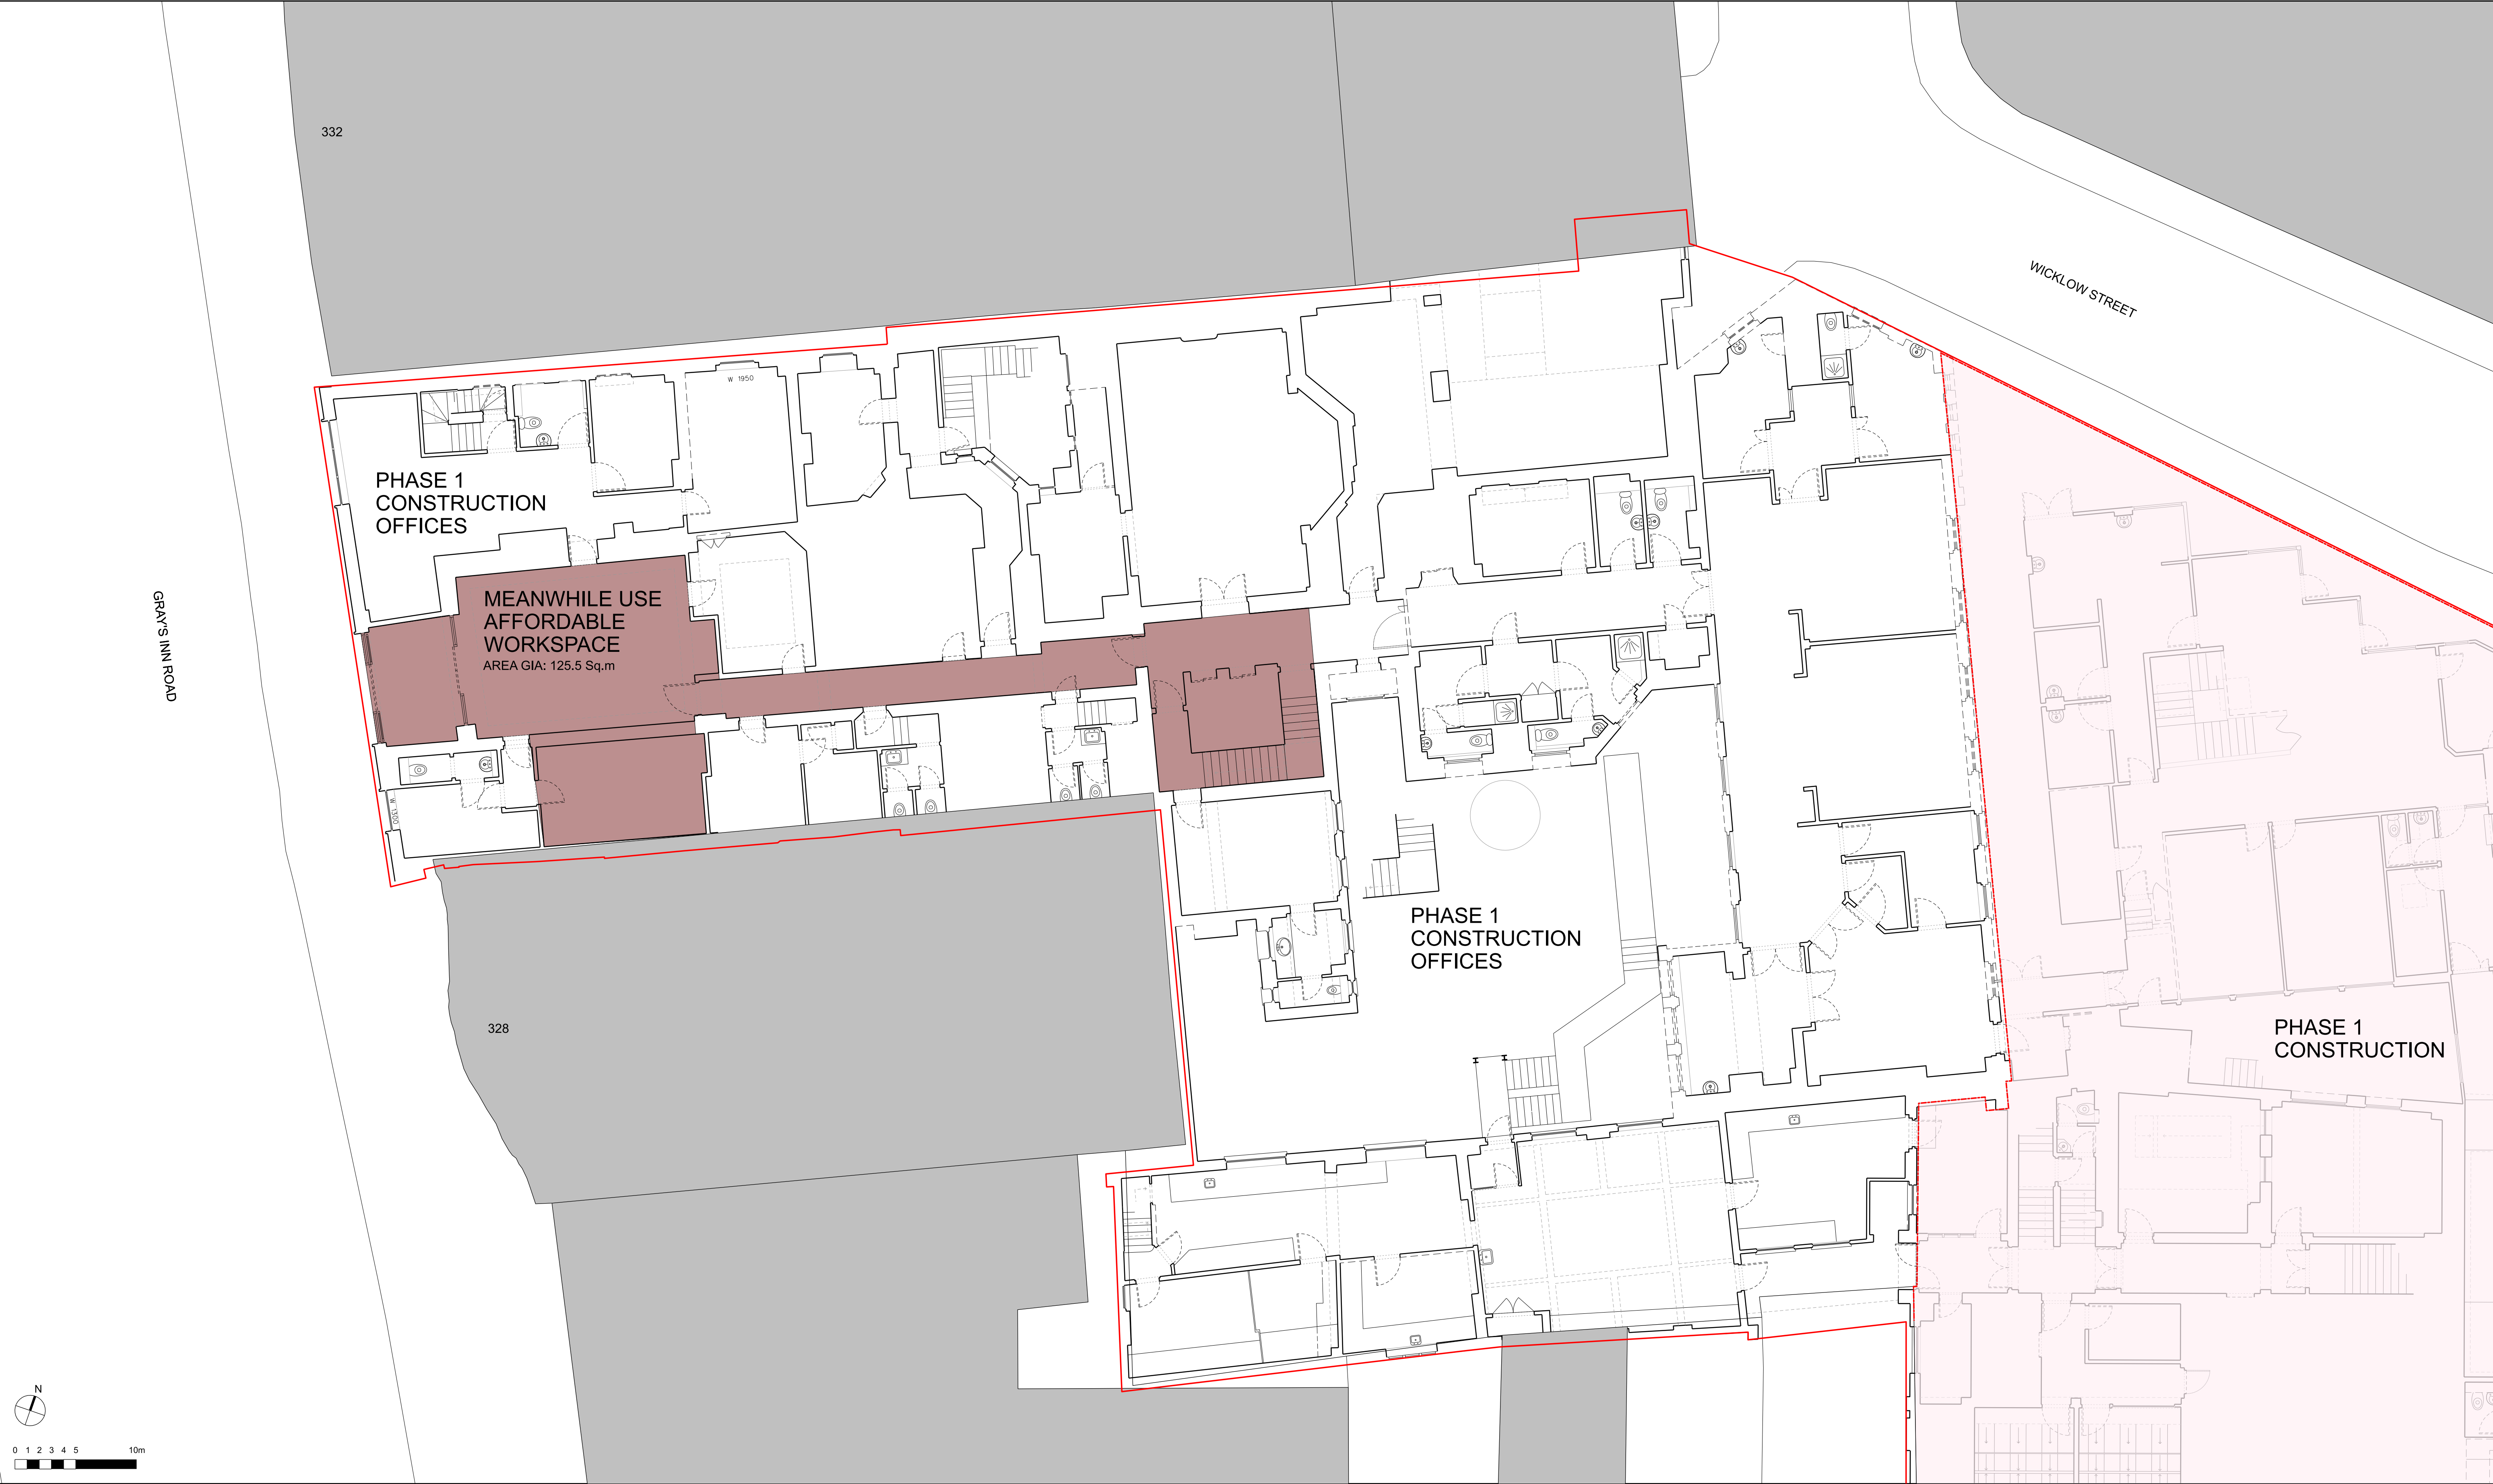 332
WICKLOW STREET
W 1950
PHASE 1
CONSTRUCTION
OFFICES
MEANWHILE USE
AFFORDABLE
WORKSPACE
AREA GIA: 125.5 Sq.m
GRAY'S INN ROAD
W 1300
PHASE 1
CONSTRUCTION
OFFICES
328
PHASE 1
CONSTRUCTION
N
0 1 2 3 4 5 10m